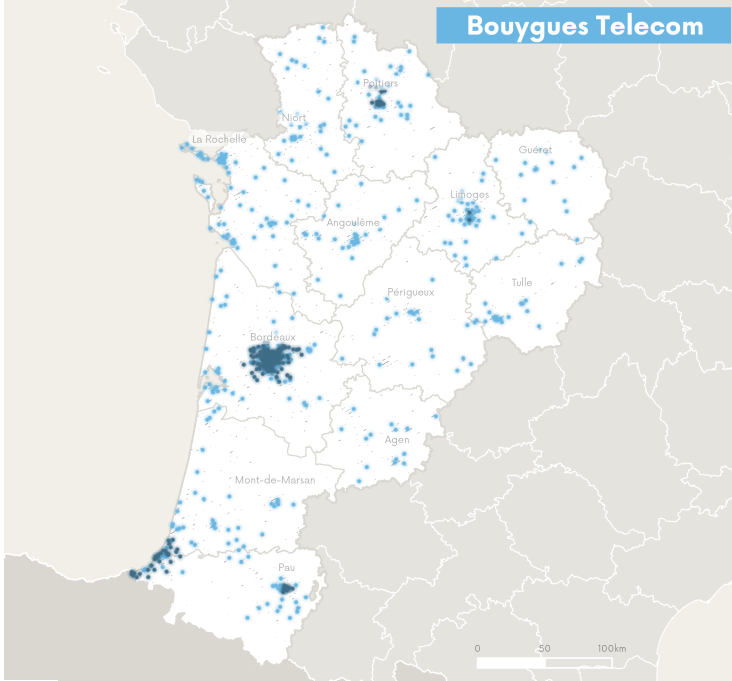 Bouygues Telecom
Poitiers
Niort
La Rochelle
Guéret
Limoges
Angoulême
Tulle
Périgueux
Bordeaux
Agen
Mont-de-Marsan
Pau
0 50 100km